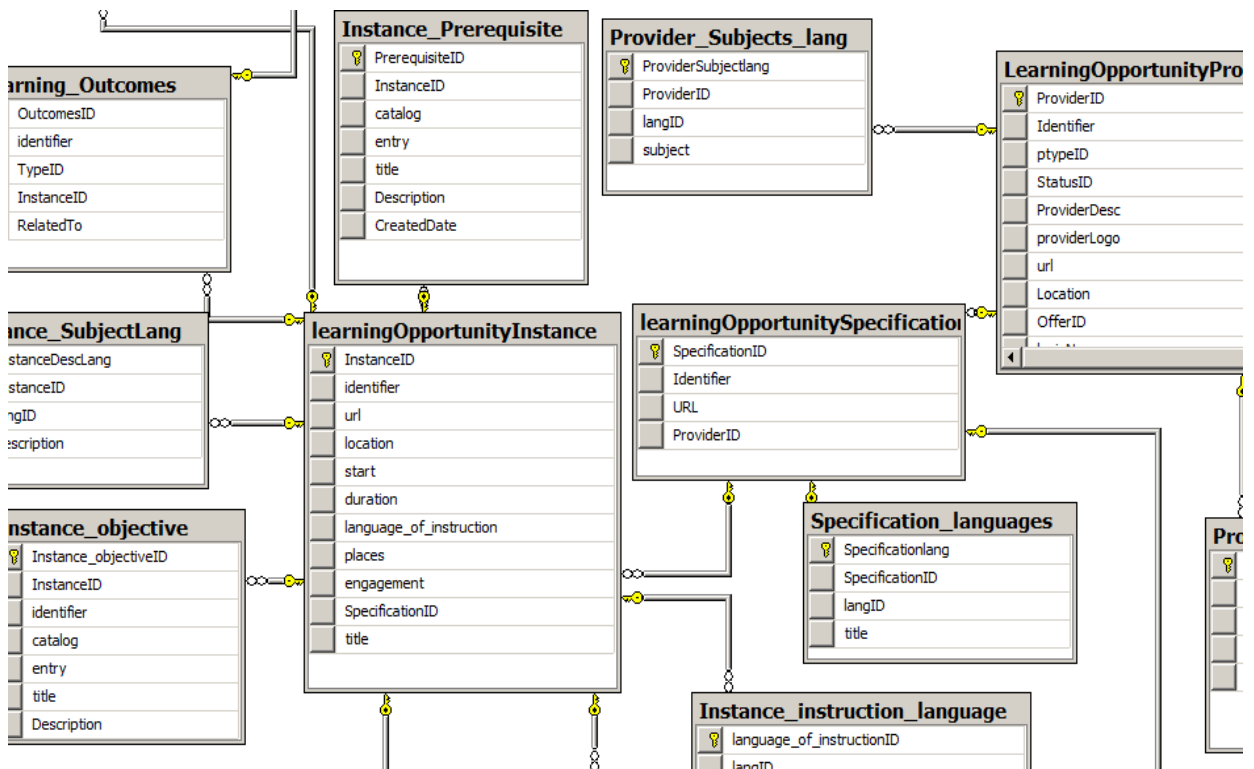 Instance_Prerequisite
PrerequisiteID
InstanceID
catalog
entry
title
Description
CreatedDate
Provider_Subjects_lang
ProviderSubjectlang
ProviderID
langID
subject
LearningOpportunityPro
ProviderID
Identifier
ptypeID
StatusID
ProviderDesc
providerLogo
url
Location
OfferID
arning_Outcomes
OutcomesID
identifier
TypeID
InstanceID
RelatedTo
ance_SubjectLang
stanceDescLang
stanceID
ngID
escription
learningOpportunityInstance
InstanceID
identifier
url
location
start
duration
language_of_instruction
places
engagement
SpecificationID
title
learningOpportunitySpecification
SpecificationID
Identifier
URL
ProviderID
Specification_languages
Specificationlang
SpecificationID
langID
title
nstance_objective
Instance_objectiveID
InstanceID
identifier
catalog
entry
title
Description
Instance_instruction_language
language_of_instructionID
langID
Pro